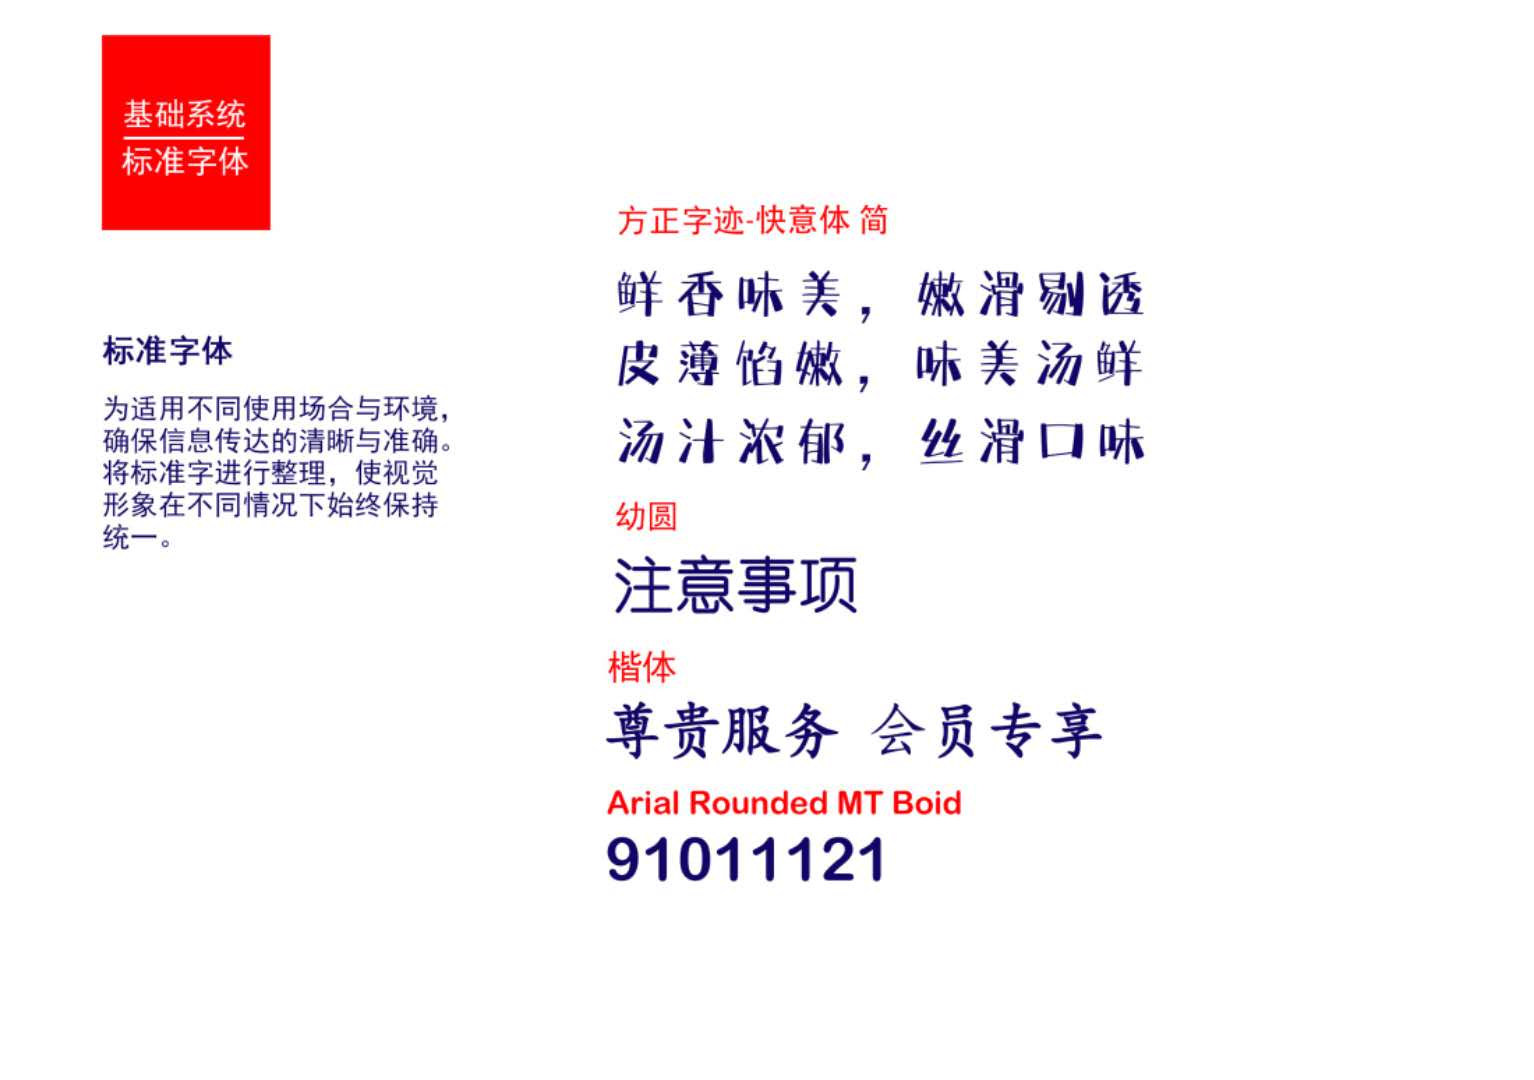 基础系统
标准字体
标准字体
为适用不同使用场合与环境，
确保信息传达的清晰与准确。
将标准字进行整理，使视觉
形象在不同情况下始终保持
统一。
方正字迹-快意体 简
鲜香味美，嫩滑剔透
皮薄馅嫩，味美汤鲜
汤汁浓郁，丝滑口味
幼圆
注意事项
楷体
尊贵服务 会员专享
Arial Rounded MT Boid
91011121